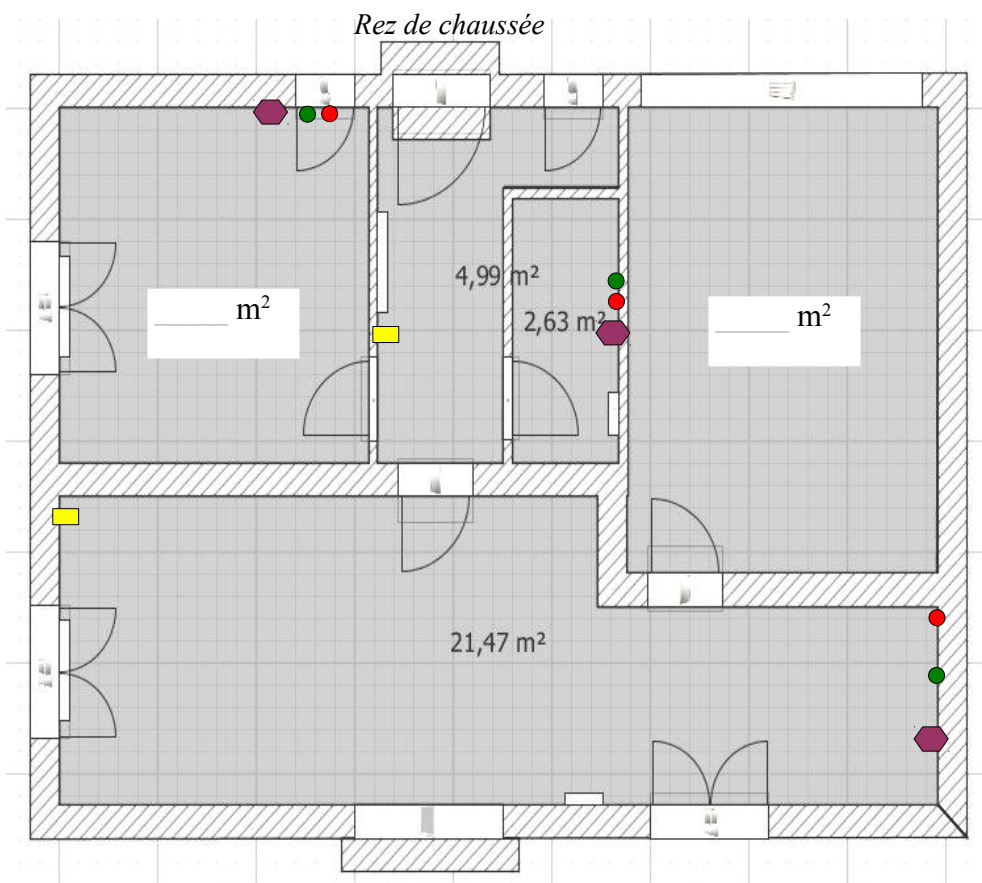 Rez de chaussée
4,99 m²
_____ m²
_____ m²
2,63 m²
21,47 m²